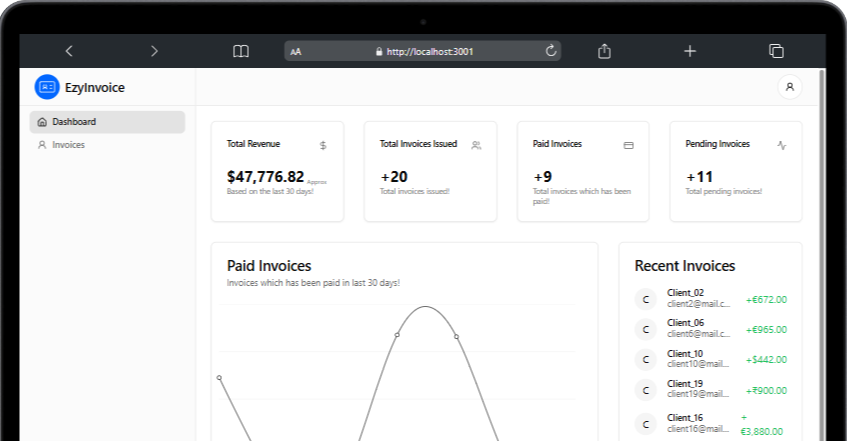 AA
http://localhost:3001
EzyInvoice
Dashboard
Invoices
Total Revenue
$
$47,776.82 Approx
Based on the last 30 days!
Total Invoices Issued
+20
Total invoices issued!
Paid Invoices
+9
Total invoices which has been
paid!
Pending Invoices
+11
Total pending invoices!
Paid Invoices
Invoices which has been paid in last 30 days!
Recent Invoices
C
Client_02
client2@mail.c...
+€672.00
C
Client_06
client6@mail.c...
+€965.00
C
Client_10
client10@mail...
+$442.00
C
Client_19
client19@mail...
+₹900.00
C
Client_16
client16@mail...
+
€3,880.00